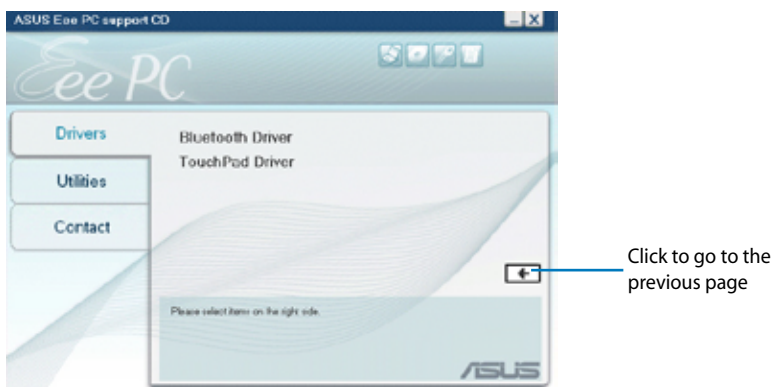 ASUS Eee PC support CD
Eee PC
Drivers
Bluetooth Driver
TouchPad Driver
Utilities
Contact
Click to go to the
previous page
Please select items on the right side.
ASUS